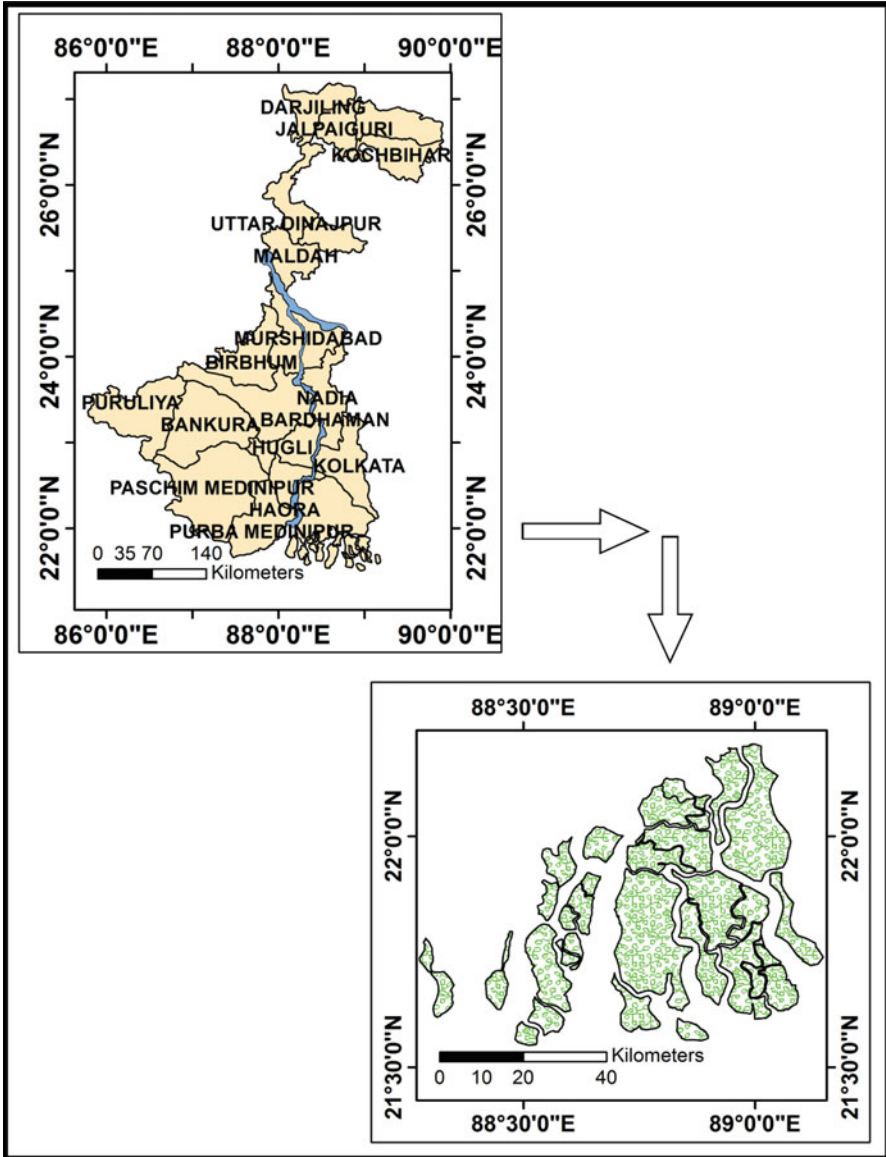 86°0'0"E 88°0'0"E 90°0'0"E
DARJILING
JALPAIGURI
KOCHBIHAR
26°0'0"N 26°0'0"N
UTTAR DINAJPUR
MALDAH
24°0'0"N 24°0'0"N
MURSHIDABAD
BIRBHUM
PURULIYA
NADIA
BANKURA
BARDHAMAN
HUGLI
KOLKATA
PASCHIM MEDINIPUR
HAORA
22°0'0"N 22°0'0"N
PURBA MEDINIPUR
0 35 70 140
Kilometers
86°0'0"E 88°0'0"E 90°0'0"E
88°30'0"E 89°0'0"E
22°0'0"N 22°0'0"N
21°30'0"N 21°30'0"N
Kilometers
0 10 20 40
88°30'0"E 89°0'0"E